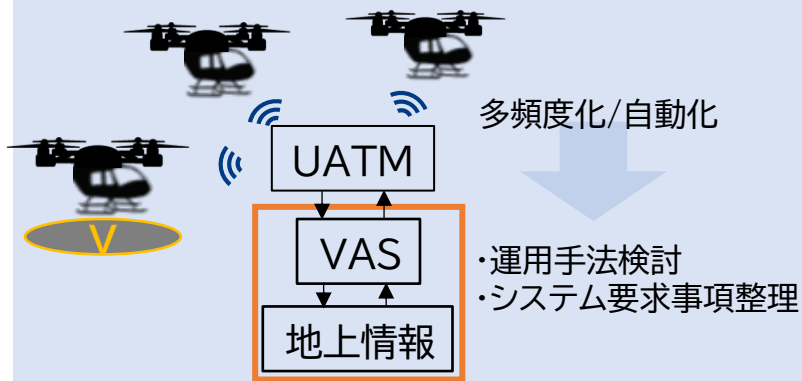 多頻度化/自動化
UATM
V
VAS
・運用手法検討
・システム要求事項整理
地上情報